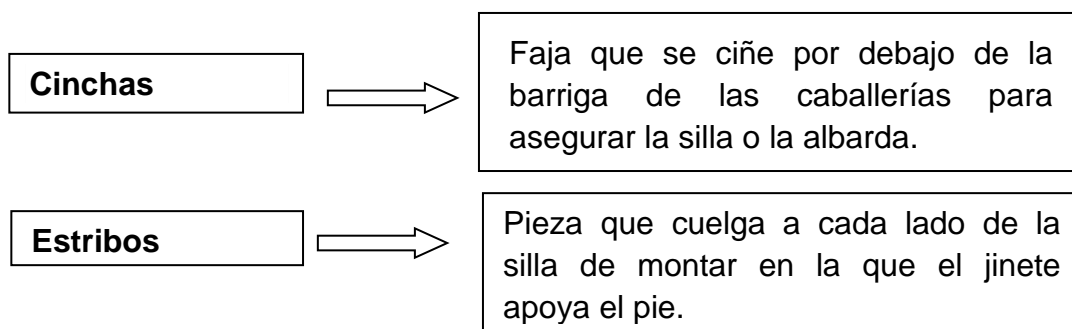 Cinchas
Faja que se ciñe por debajo de la
barriga de las caballerías para
asegurar la silla o la albarda.
Estribos
Pieza que cuelga a cada lado de la
silla de montar en la que el jinete
apoya el pie.